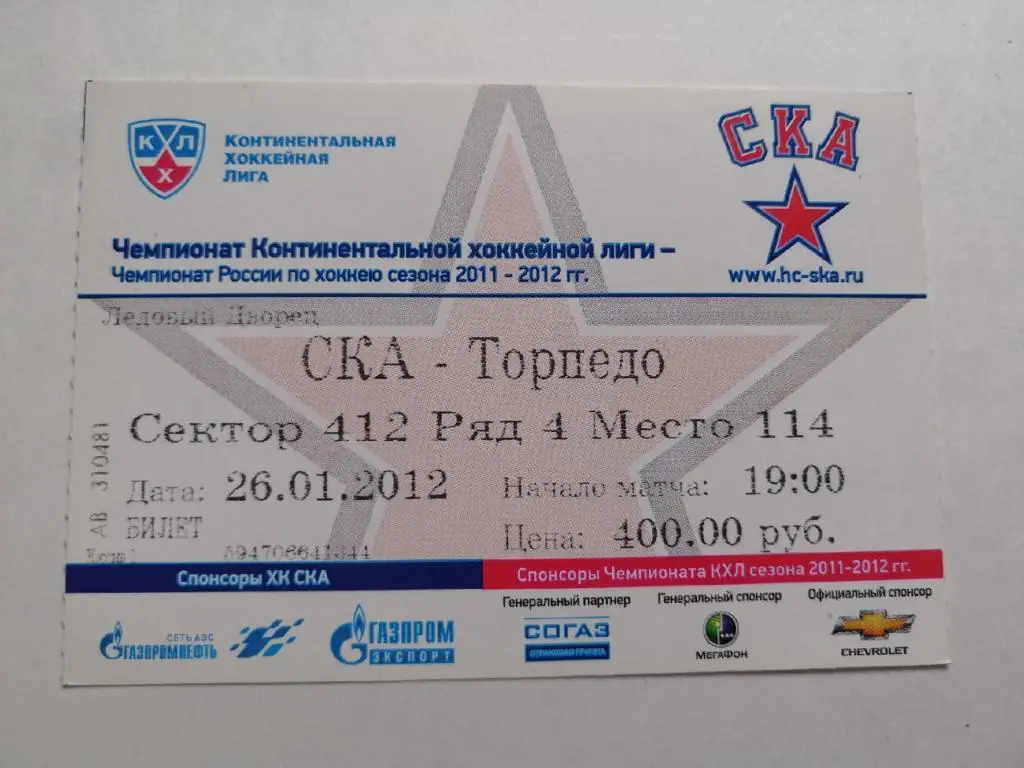 КХЛ
Континентальная
Хоккейная
Лига
СКА
www.hc-ska.ru
Чемпионат Континентальной хоккейной лиги –
Чемпионат России по хоккею сезона 2011 - 2012 гг.
Ледовый Дворец
СКА - Торпедо
Сектор 412 Ряд 4 Место 114
Дата: 26.01.2012 Начало матча: 19:00
БИЛЕТ Цена: 400.00 руб.
АВ 310481
Спонсоры ХК СКА
Спонсоры Чемпионата КХЛ сезона 2011-2012 гг.
Генеральный партнер
Генеральный спонсор
Официальный спонсор
СЕТЬ АЗС
ГАЗПРОМНЕФТЬ
ГАЗПРОМ
ЭКСПОРТ
СОГАЗ
СТРАХОВАЯ ГРУППА
МЕГАФОН
CHEVROLET